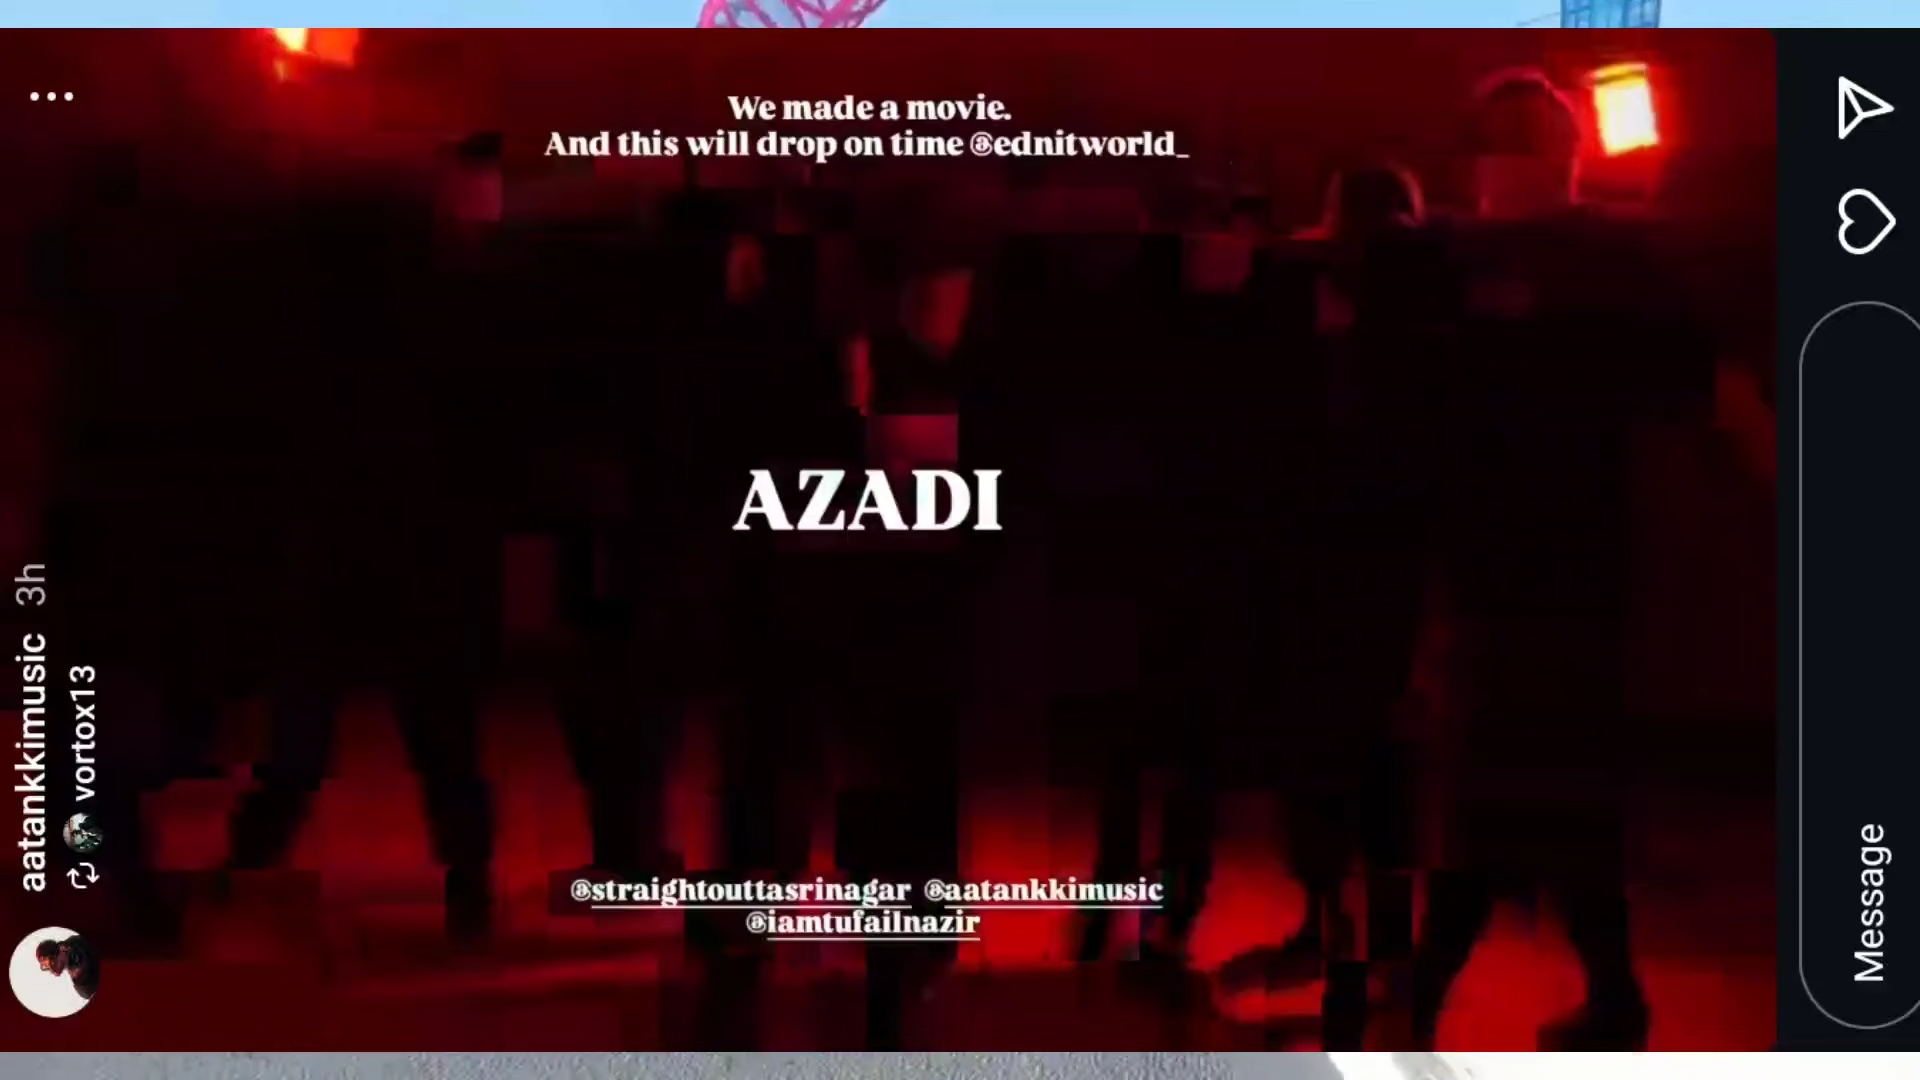 We made a movie.
And this will drop on time @ednitworld_
AZADI
@straightouttasrinagar @aatankkimusic
@iamtufailnazir
aatankkimusic 3h
vortox13
Message